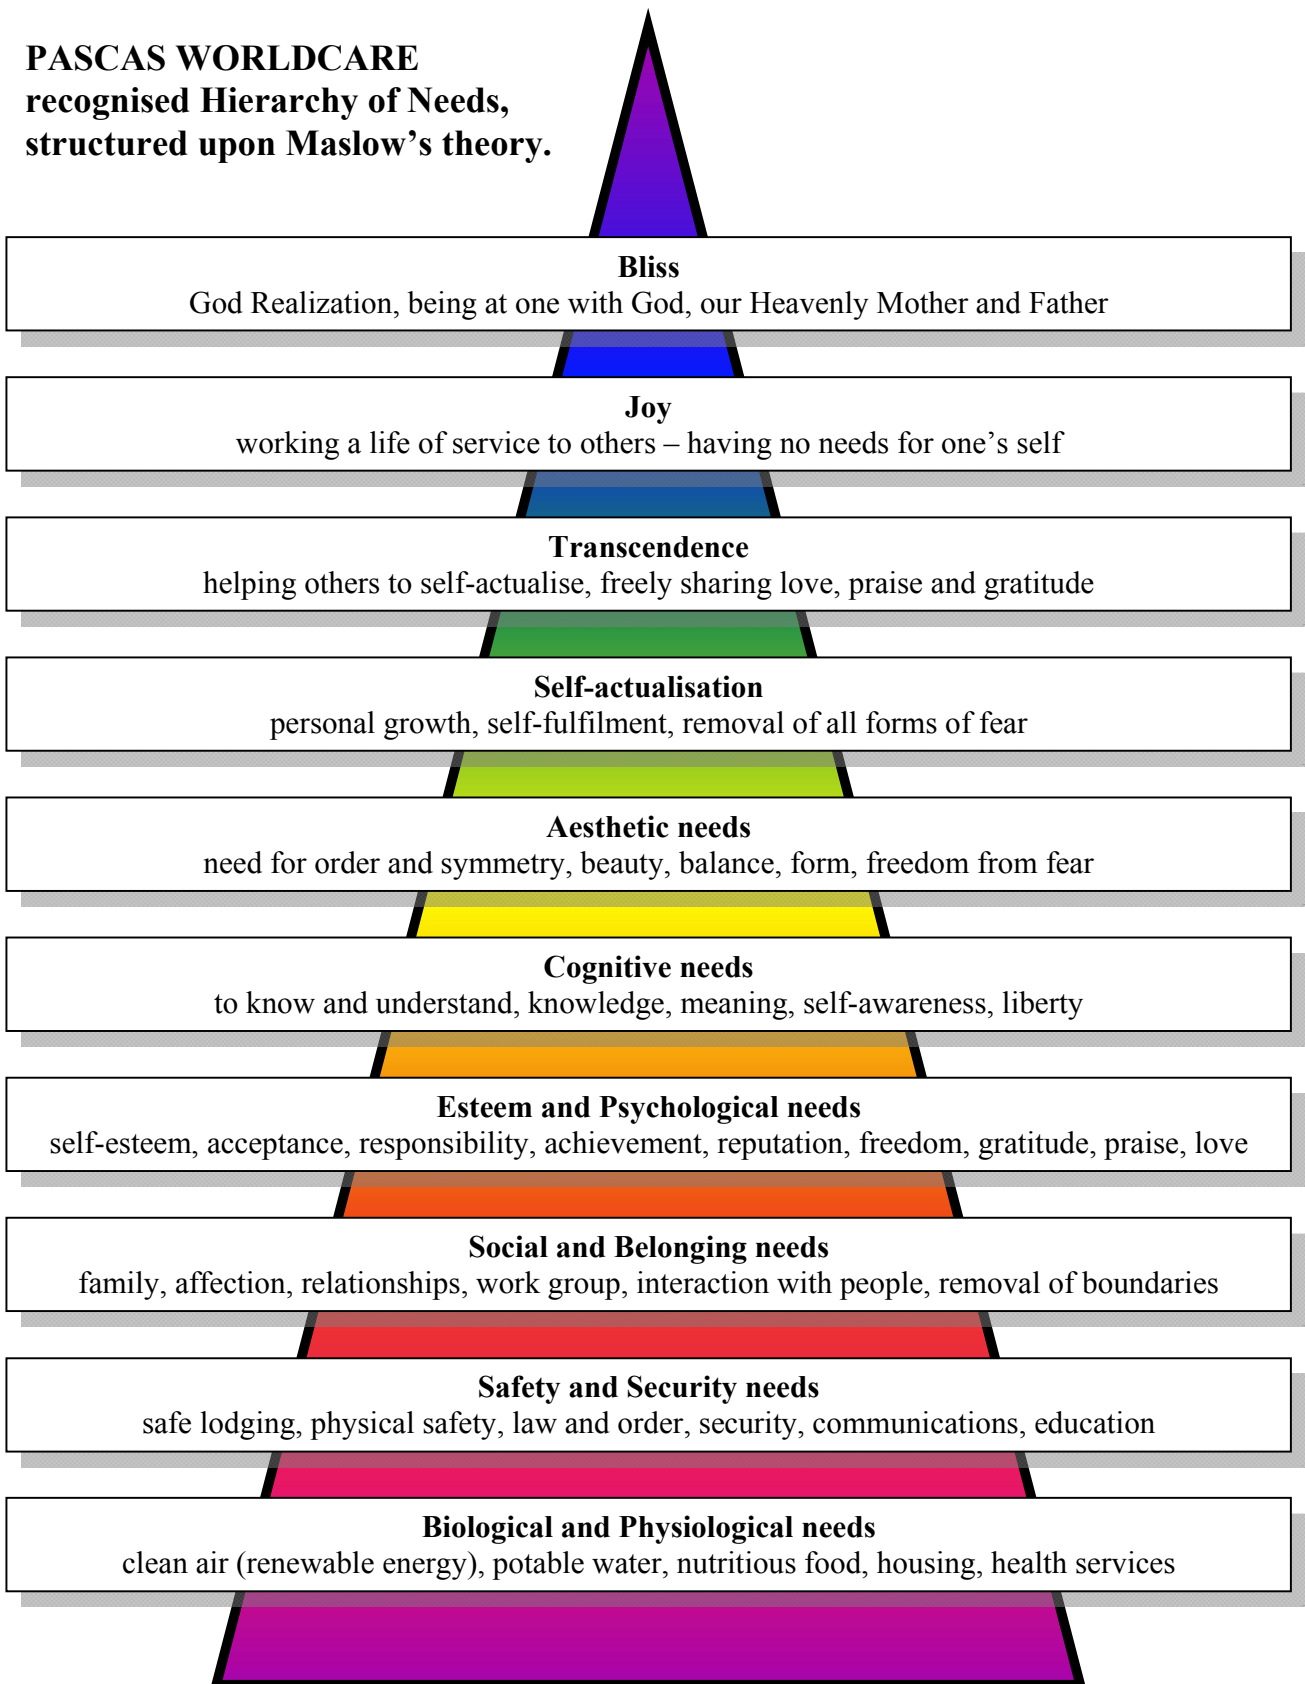 PASCAS WORLDCARE
recognised Hierarchy of Needs,
structured upon Maslow’s theory.
Bliss
God Realization, being at one with God, our Heavenly Mother and Father
Joy
working a life of service to others – having no needs for one’s self
Transcendence
helping others to self-actualise, freely sharing love, praise and gratitude
Self-actualisation
personal growth, self-fulfilment, removal of all forms of fear
Aesthetic needs
need for order and symmetry, beauty, balance, form, freedom from fear
Cognitive needs
to know and understand, knowledge, meaning, self-awareness, liberty
Esteem and Psychological needs
self-esteem, acceptance, responsibility, achievement, reputation, freedom, gratitude, praise, love
Social and Belonging needs
family, affection, relationships, work group, interaction with people, removal of boundaries
Safety and Security needs
safe lodging, physical safety, law and order, security, communications, education
Biological and Physiological needs
clean air (renewable energy), potable water, nutritious food, housing, health services